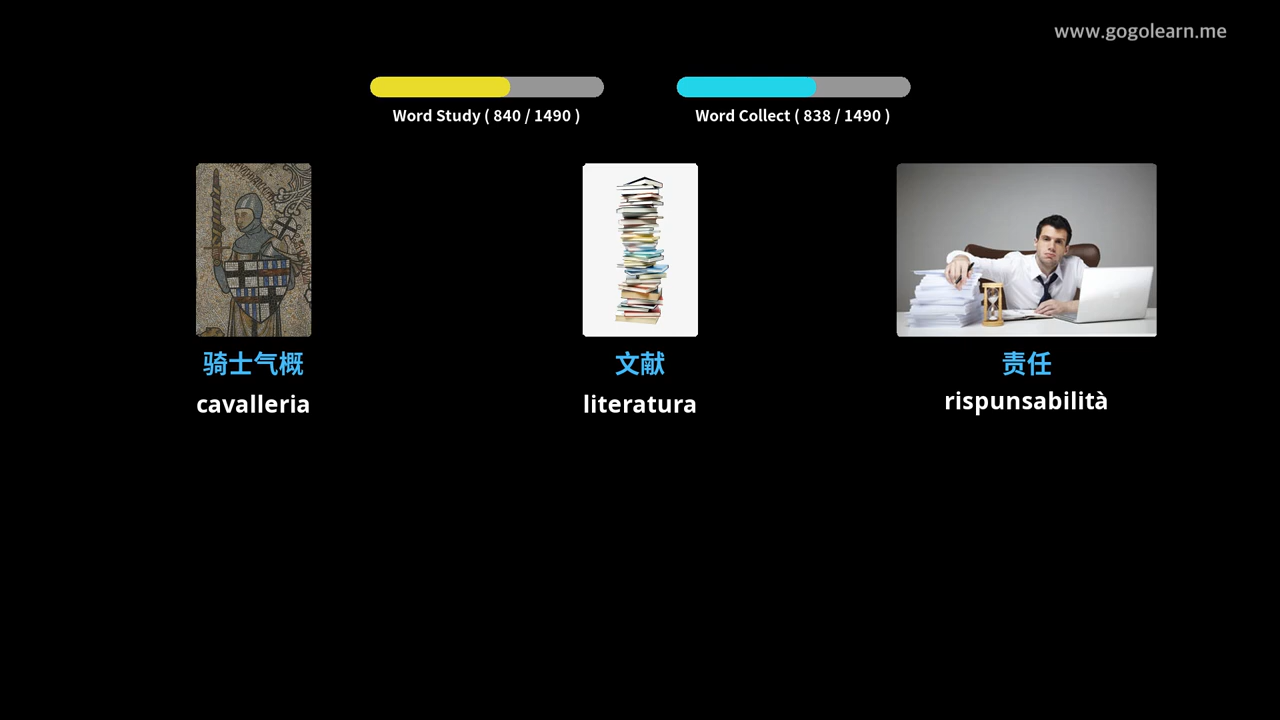 www.gogolearn.me
Word Study ( 840 / 1490 )
Word Collect ( 838 / 1490 )
骑士气概
文献
责任
cavalleria
literatura
rispunsabilità